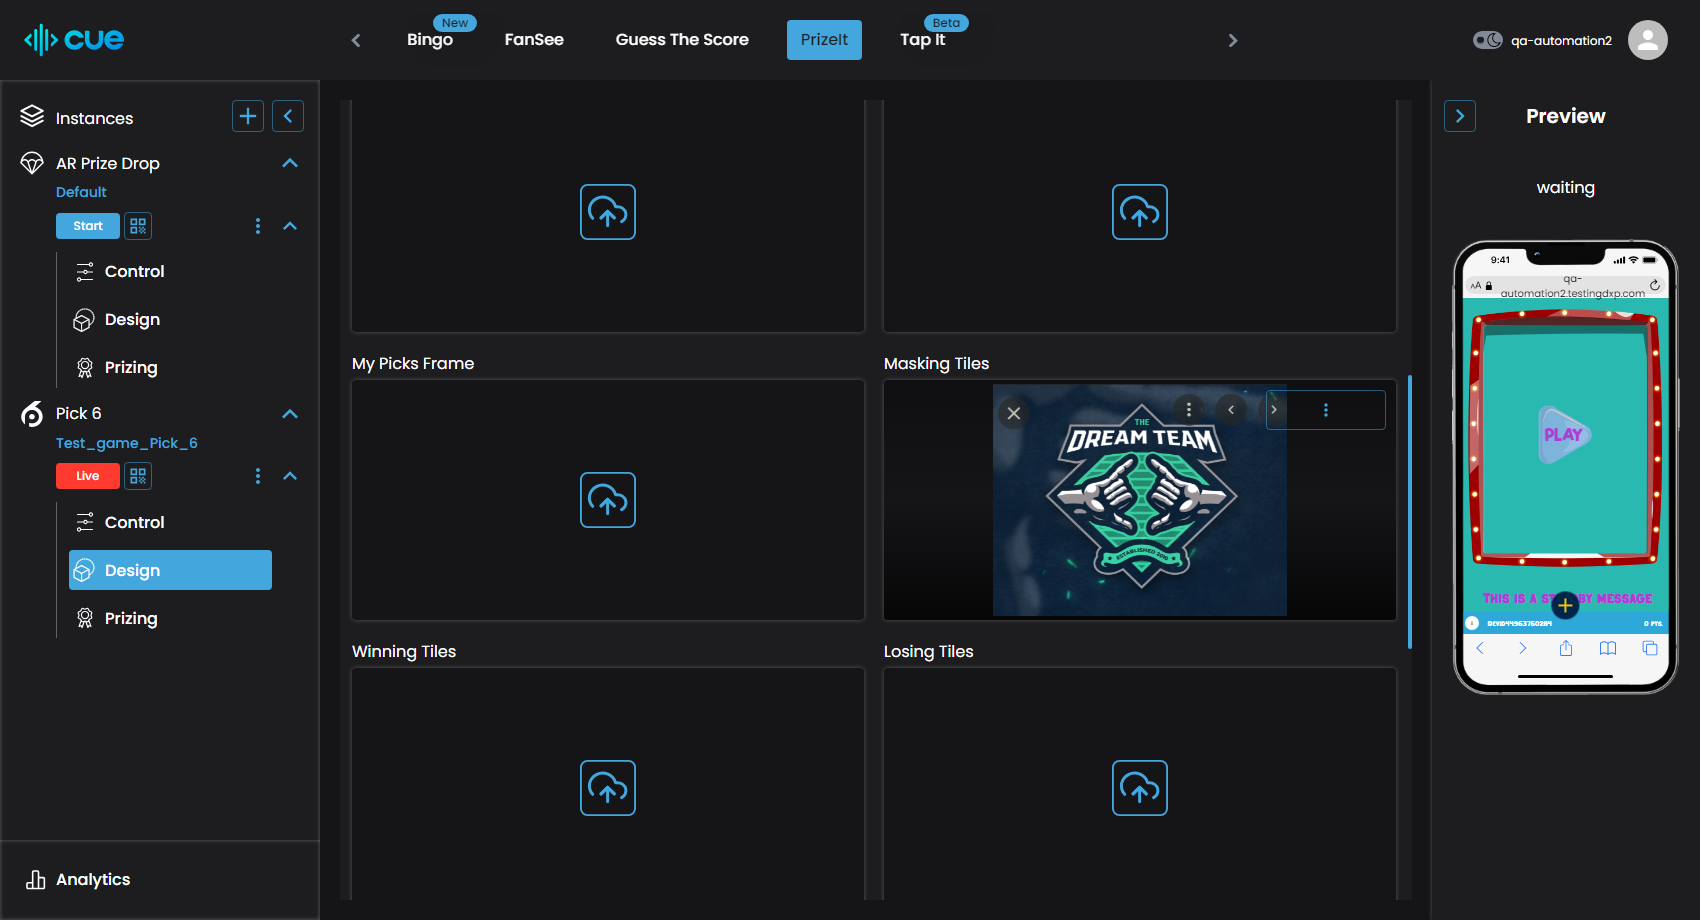 cue
New
Bingo
FanSee
Guess The Score
PrizeIt
Beta
Tap It
qa-automation2
Instances
AR Prize Drop
Default
Start
Control
Design
Prizing
Pick 6
Test_game_Pick_6
Live
Control
Design
Prizing
Analytics
My Picks Frame
Masking Tiles
THE
DREAM TEAM
ESTABLISHED 2019
Winning Tiles
Losing Tiles
Preview
waiting
9:41
AA
qa-
automation2.testingdxp.com
PLAY
THIS IS A ST BY MESSAGE
DEVID44963760284
0 PTS.